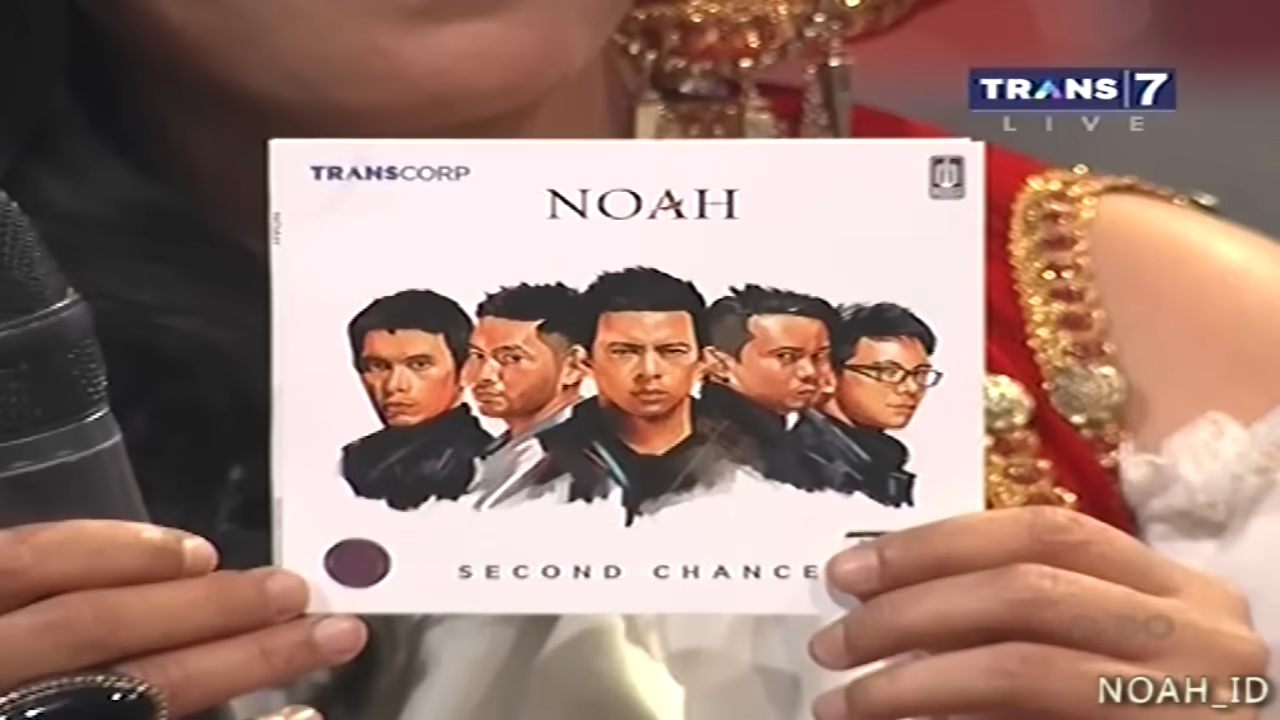 TRANS 7
LIVE
TRANSCORP
NOAH
SECOND CHANCE
NOAH_ID